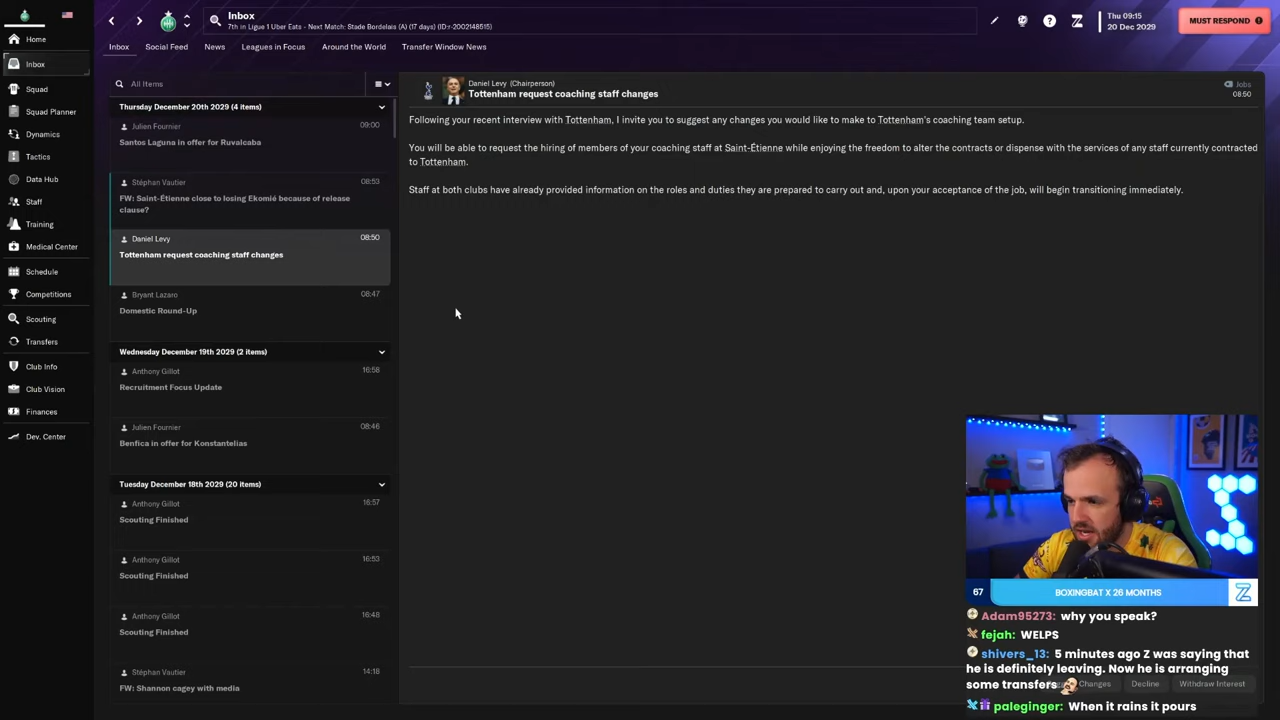 Inbox
7th in Ligue 1 Uber Eats - Next Match: Stade Bordelais (A) (17 days) (ID:r-2002148515)
Thu 09:15
20 Dec 2029
MUST RESPOND
Home
Inbox
Squad
Squad Planner
Dynamics
Tactics
Data Hub
Staff
Training
Medical Center
Schedule
Competitions
Scouting
Transfers
Club Info
Club Vision
Finances
Dev. Center
Inbox Social Feed News Leagues in Focus Around the World Transfer Window News
All Items
Thursday December 20th 2029 (4 items)
Julien Fournier 09:00
Santos Laguna in offer for Ruvalcaba
Stéphan Vautier 08:53
FW: Saint-Étienne close to losing Ekomié because of release
clause?
Daniel Levy 08:50
Tottenham request coaching staff changes
Bryant Lazaro 08:47
Domestic Round-Up
Wednesday December 19th 2029 (2 items)
Anthony Gillot 16:58
Recruitment Focus Update
Julien Fournier 08:46
Benfica in offer for Konstantelias
Tuesday December 18th 2029 (20 items)
Anthony Gillot 16:57
Scouting Finished
Anthony Gillot 16:53
Scouting Finished
Anthony Gillot 16:48
Scouting Finished
Stéphan Vautier 14:18
FW: Shannon cagey with media
Daniel Levy (Chairperson)
Tottenham request coaching staff changes
Jobs
08:50
Following your recent interview with Tottenham, I invite you to suggest any changes you would like to make to Tottenham's coaching team setup.
You will be able to request the hiring of members of your coaching staff at Saint-Étienne while enjoying the freedom to alter the contracts or dispense with the services of any staff currently contracted
to Tottenham.
Staff at both clubs have already provided information on the roles and duties they are prepared to carry out and, upon your acceptance of the job, will begin transitioning immediately.
67 BOXINGBAT X 26 MONTHS Z
Adam95273: why you speak?
fejah: WELPS
shivers_13: 5 minutes ago Z was saying that
he is definitely leaving. Now he is arranging
some transfers
Changes Decline Withdraw Interest
paleginger: When it rains it pours